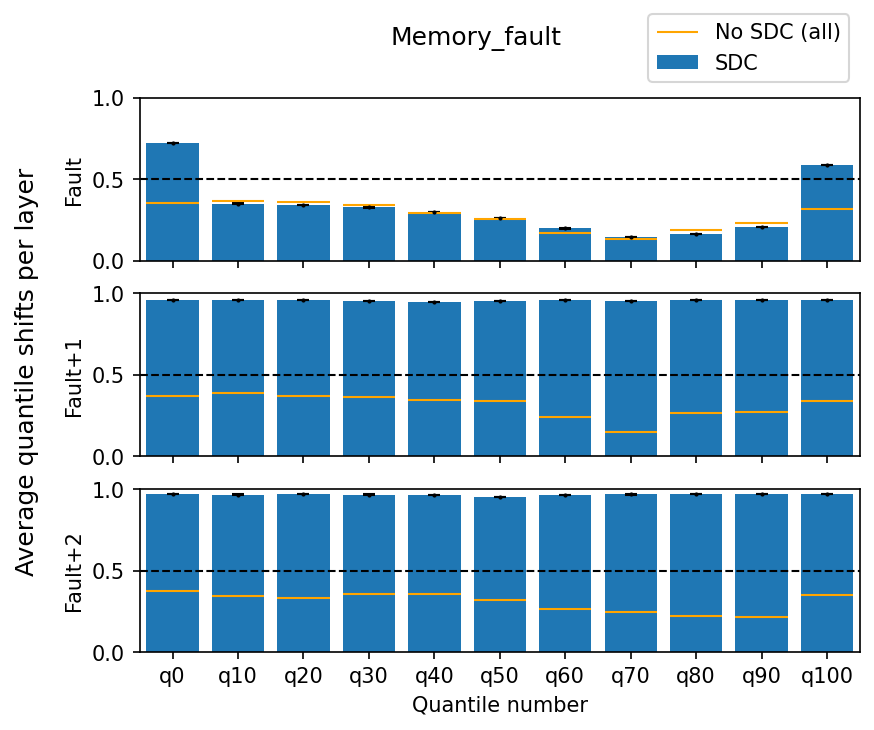 Memory_fault
No SDC (all)
SDC
Average quantile shifts per layer
Fault
1.0
0.5
0.0
Fault+1
1.0
0.5
0.0
Fault+2
1.0
0.5
0.0
q0 q10 q20 q30 q40 q50 q60 q70 q80 q90 q100
Quantile number